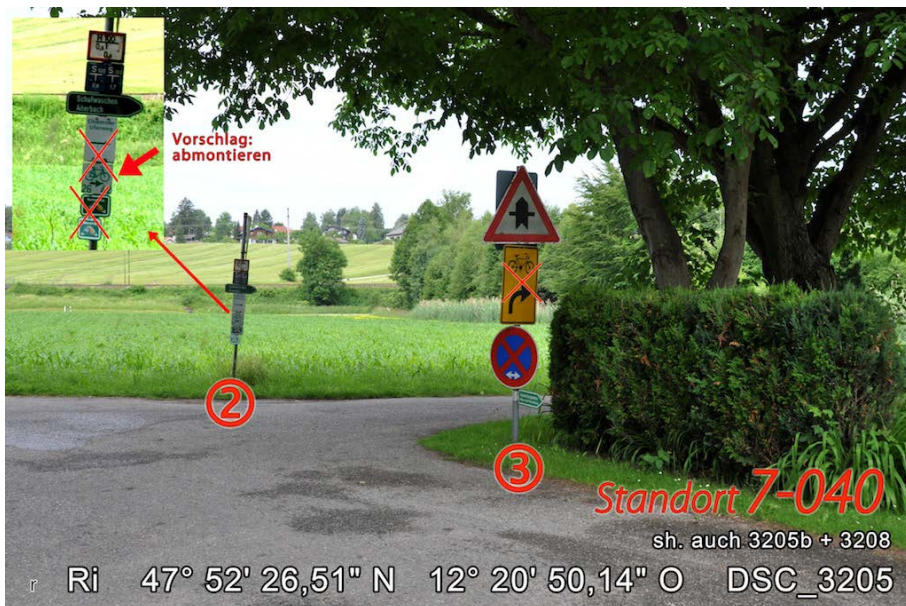 Schafwaschen
Aiterbach
Vorschlag:
abmontieren
2
3
Standort 7-040
sh. auch 3205b + 3208
r Ri 47° 52' 26,51" N 12° 20' 50,14" O DSC_3205